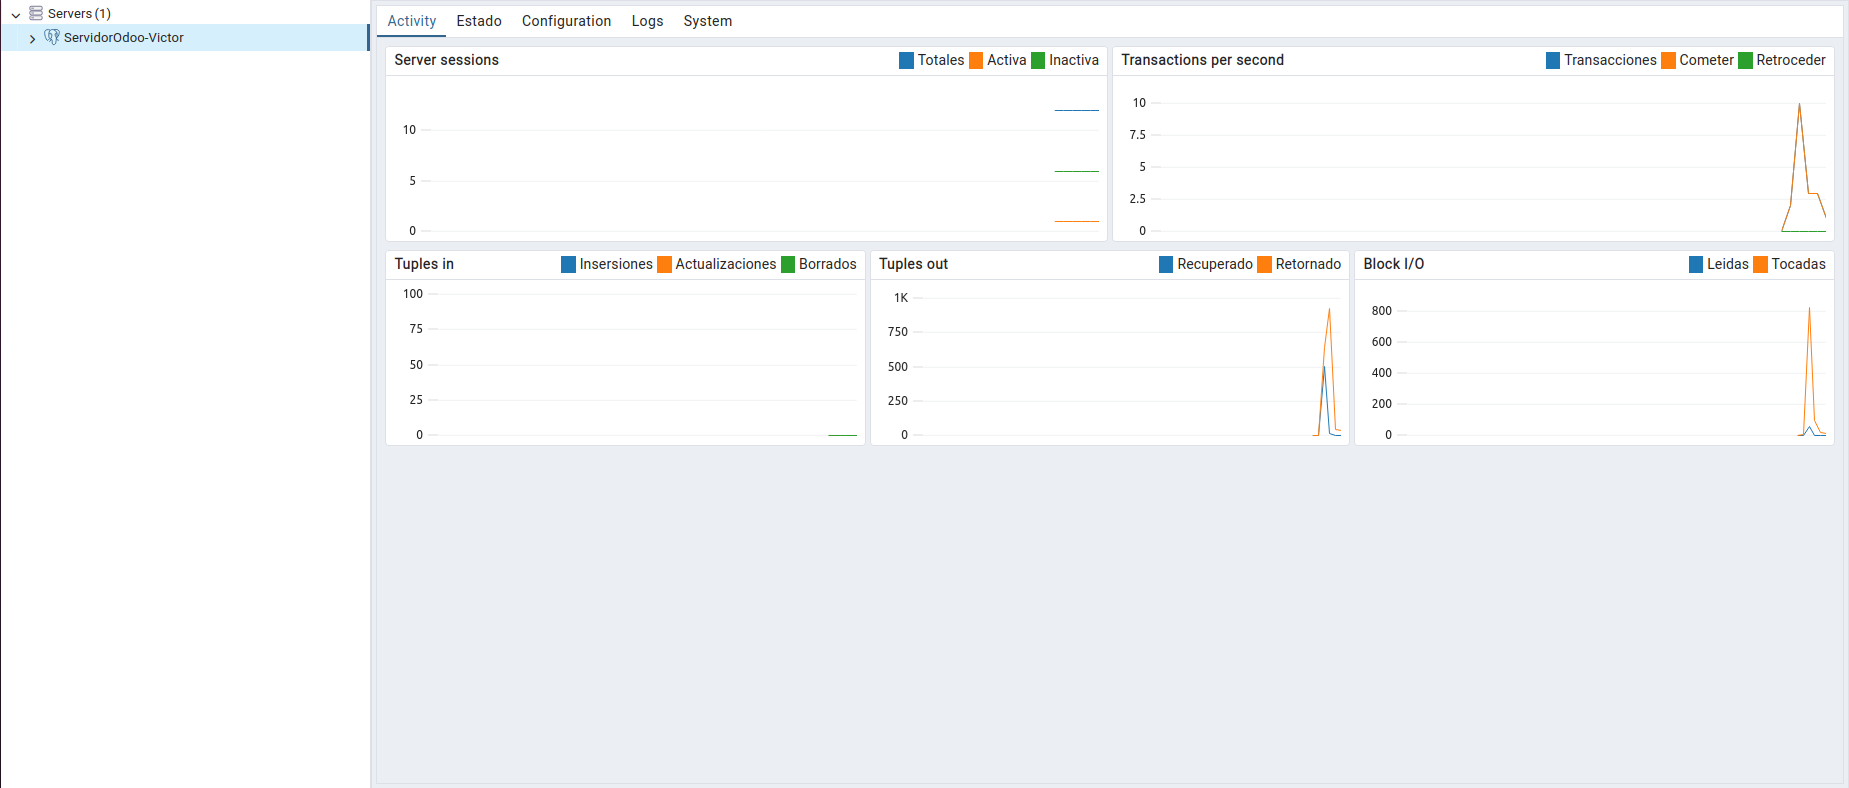 Servers (1)
ServidorOdoo-Victor
Activity Estado Configuration Logs System
Server sessions Totales Activa Inactiva
10
5
0
Transactions per second Transacciones Cometer Retroceder
10
7.5
5
2.5
0
Tuples in Insersiones Actualizaciones Borrados
100
75
50
25
0
Tuples out Recuperado Retornado
1K
750
500
250
0
Block I/O Leidas Tocadas
800
600
400
200
0